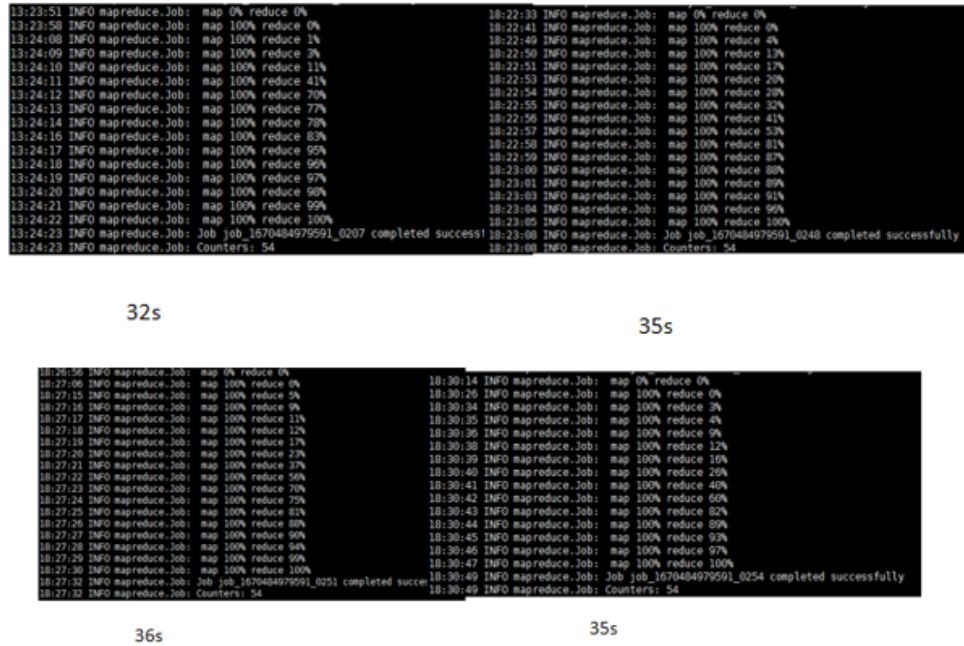 13:23:51 INFO mapreduce.Job:  map 0% reduce 0%
13:23:58 INFO mapreduce.Job:  map 100% reduce 0%
13:24:08 INFO mapreduce.Job:  map 100% reduce 1%
13:24:09 INFO mapreduce.Job:  map 100% reduce 3%
13:24:10 INFO mapreduce.Job:  map 100% reduce 11%
13:24:11 INFO mapreduce.Job:  map 100% reduce 41%
13:24:12 INFO mapreduce.Job:  map 100% reduce 70%
13:24:13 INFO mapreduce.Job:  map 100% reduce 77%
13:24:14 INFO mapreduce.Job:  map 100% reduce 78%
13:24:16 INFO mapreduce.Job:  map 100% reduce 83%
13:24:17 INFO mapreduce.Job:  map 100% reduce 95%
13:24:18 INFO mapreduce.Job:  map 100% reduce 96%
13:24:19 INFO mapreduce.Job:  map 100% reduce 97%
13:24:20 INFO mapreduce.Job:  map 100% reduce 98%
13:24:21 INFO mapreduce.Job:  map 100% reduce 99%
13:24:22 INFO mapreduce.Job:  map 100% reduce 100%
13:24:23 INFO mapreduce.Job: Job job_1670484979591_0207 completed success
13:24:23 INFO mapreduce.Job: Counters: 54
32s
18:22:33 INFO mapreduce.Job:  map 0% reduce 0%
18:22:41 INFO mapreduce.Job:  map 100% reduce 0%
18:22:49 INFO mapreduce.Job:  map 100% reduce 4%
18:22:50 INFO mapreduce.Job:  map 100% reduce 13%
18:22:51 INFO mapreduce.Job:  map 100% reduce 17%
18:22:53 INFO mapreduce.Job:  map 100% reduce 20%
18:22:54 INFO mapreduce.Job:  map 100% reduce 28%
18:22:55 INFO mapreduce.Job:  map 100% reduce 32%
18:22:56 INFO mapreduce.Job:  map 100% reduce 41%
18:22:57 INFO mapreduce.Job:  map 100% reduce 53%
18:22:58 INFO mapreduce.Job:  map 100% reduce 81%
18:22:59 INFO mapreduce.Job:  map 100% reduce 87%
18:23:00 INFO mapreduce.Job:  map 100% reduce 88%
18:23:01 INFO mapreduce.Job:  map 100% reduce 89%
18:23:03 INFO mapreduce.Job:  map 100% reduce 91%
18:23:04 INFO mapreduce.Job:  map 100% reduce 96%
18:23:05 INFO mapreduce.Job:  map 100% reduce 100%
18:23:08 INFO mapreduce.Job: Job job_1670484979591_0248 completed successfully
18:23:08 INFO mapreduce.Job: Counters: 54
35s
18:26:56 INFO mapreduce.Job:  map 0% reduce 0%
18:27:06 INFO mapreduce.Job:  map 100% reduce 0%
18:27:15 INFO mapreduce.Job:  map 100% reduce 5%
18:27:16 INFO mapreduce.Job:  map 100% reduce 9%
18:27:17 INFO mapreduce.Job:  map 100% reduce 11%
18:27:18 INFO mapreduce.Job:  map 100% reduce 12%
18:27:19 INFO mapreduce.Job:  map 100% reduce 17%
18:27:20 INFO mapreduce.Job:  map 100% reduce 23%
18:27:21 INFO mapreduce.Job:  map 100% reduce 37%
18:27:22 INFO mapreduce.Job:  map 100% reduce 56%
18:27:23 INFO mapreduce.Job:  map 100% reduce 70%
18:27:24 INFO mapreduce.Job:  map 100% reduce 75%
18:27:25 INFO mapreduce.Job:  map 100% reduce 81%
18:27:26 INFO mapreduce.Job:  map 100% reduce 88%
18:27:27 INFO mapreduce.Job:  map 100% reduce 90%
18:27:28 INFO mapreduce.Job:  map 100% reduce 94%
18:27:29 INFO mapreduce.Job:  map 100% reduce 99%
18:27:30 INFO mapreduce.Job:  map 100% reduce 100%
18:27:32 INFO mapreduce.Job: Job job_1670484979591_0251 completed succe
18:27:32 INFO mapreduce.Job: Counters: 54
36s
18:30:14 INFO mapreduce.Job:  map 0% reduce 0%
18:30:26 INFO mapreduce.Job:  map 100% reduce 0%
18:30:34 INFO mapreduce.Job:  map 100% reduce 3%
18:30:35 INFO mapreduce.Job:  map 100% reduce 4%
18:30:36 INFO mapreduce.Job:  map 100% reduce 9%
18:30:38 INFO mapreduce.Job:  map 100% reduce 12%
18:30:39 INFO mapreduce.Job:  map 100% reduce 16%
18:30:40 INFO mapreduce.Job:  map 100% reduce 26%
18:30:41 INFO mapreduce.Job:  map 100% reduce 40%
18:30:42 INFO mapreduce.Job:  map 100% reduce 60%
18:30:43 INFO mapreduce.Job:  map 100% reduce 82%
18:30:44 INFO mapreduce.Job:  map 100% reduce 89%
18:30:45 INFO mapreduce.Job:  map 100% reduce 93%
18:30:46 INFO mapreduce.Job:  map 100% reduce 97%
18:30:47 INFO mapreduce.Job:  map 100% reduce 100%
18:30:49 INFO mapreduce.Job: Job job_1670484979591_0254 completed successfully
18:30:49 INFO mapreduce.Job: Counters: 54
35s